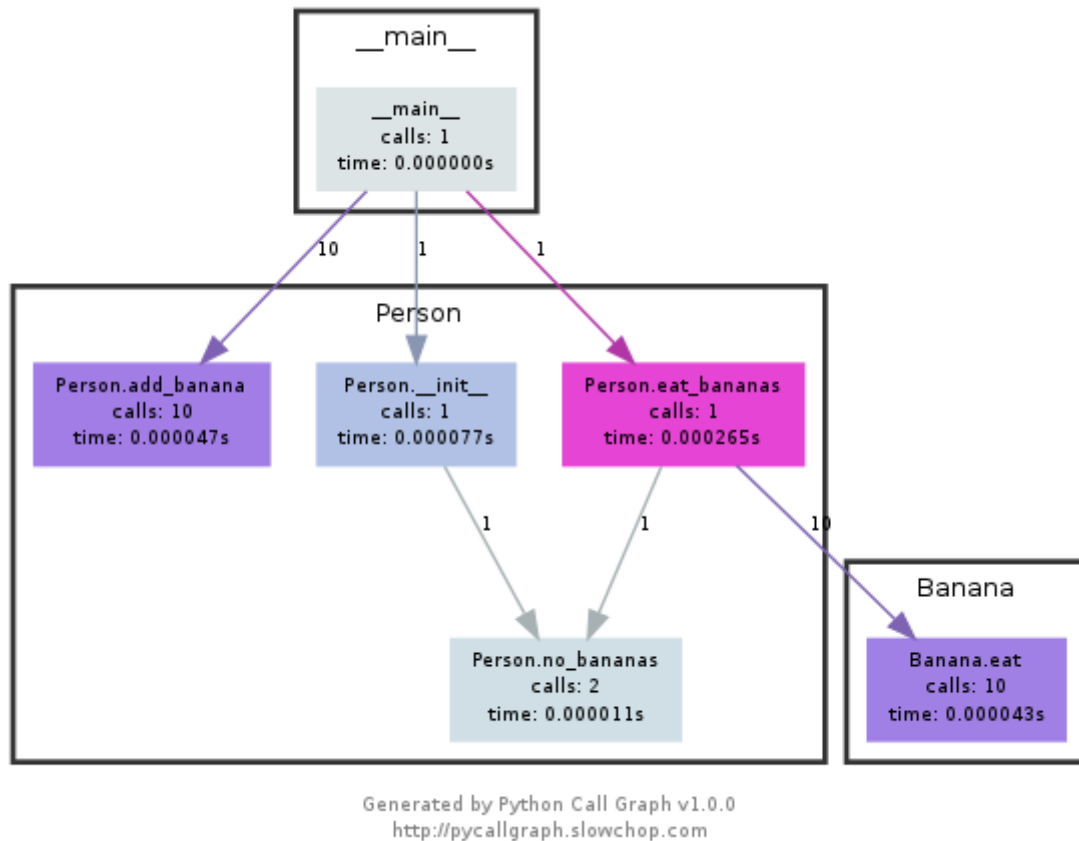 __main__
__main__
calls: 1
time: 0.000000s
10
1
1
Person
Person.add_banana
calls: 10
time: 0.000047s
Person.__init__
calls: 1
time: 0.000077s
Person.eat_bananas
calls: 1
time: 0.000265s
1
1
10
Banana
Person.no_bananas
calls: 2
time: 0.000011s
Banana.eat
calls: 10
time: 0.000043s
Generated by Python Call Graph v1.0.0
http://pycallgraph.slowchop.com